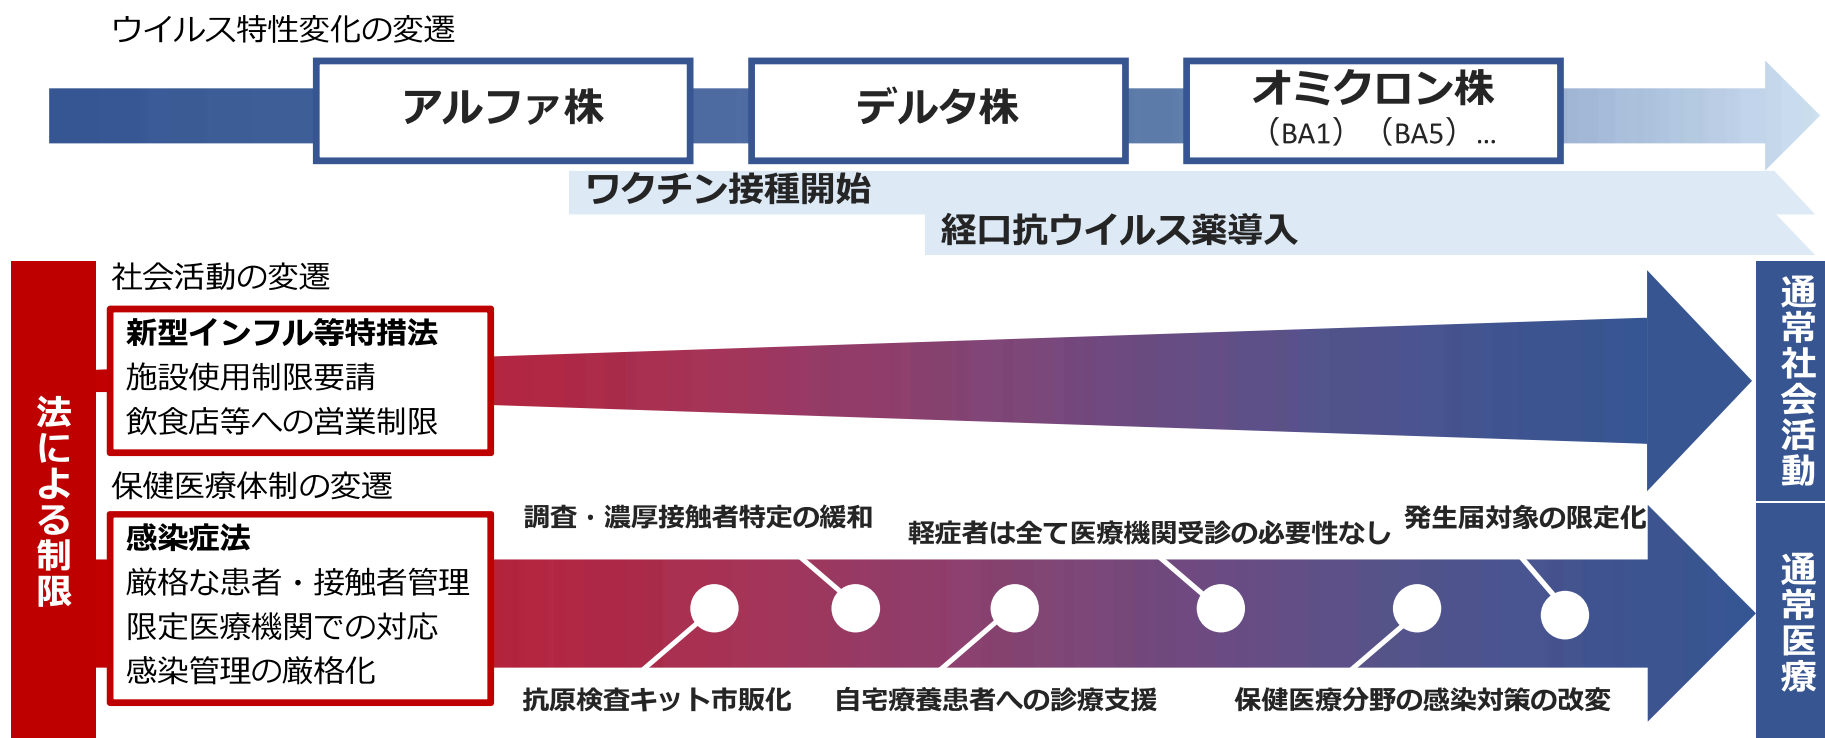 ウイルス特性変化の変遷
アルファ株
デルタ株
オミクロン株
（BA1）（BA5）…
ワクチン接種開始
経口抗ウイルス薬導入
法による制限
社会活動の変遷
新型インフル等特措法
施設使用制限要請
飲食店等への営業制限
通常社会活動
保健医療体制の変遷
感染症法
厳格な患者・接触者管理
限定医療機関での対応
感染管理の厳格化
調査・濃厚接触者特定の緩和
軽症者は全て医療機関受診の必要性なし
発生届対象の限定化
抗原検査キット市販化
自宅療養患者への診療支援
保健医療分野の感染対策の改変
通常医療